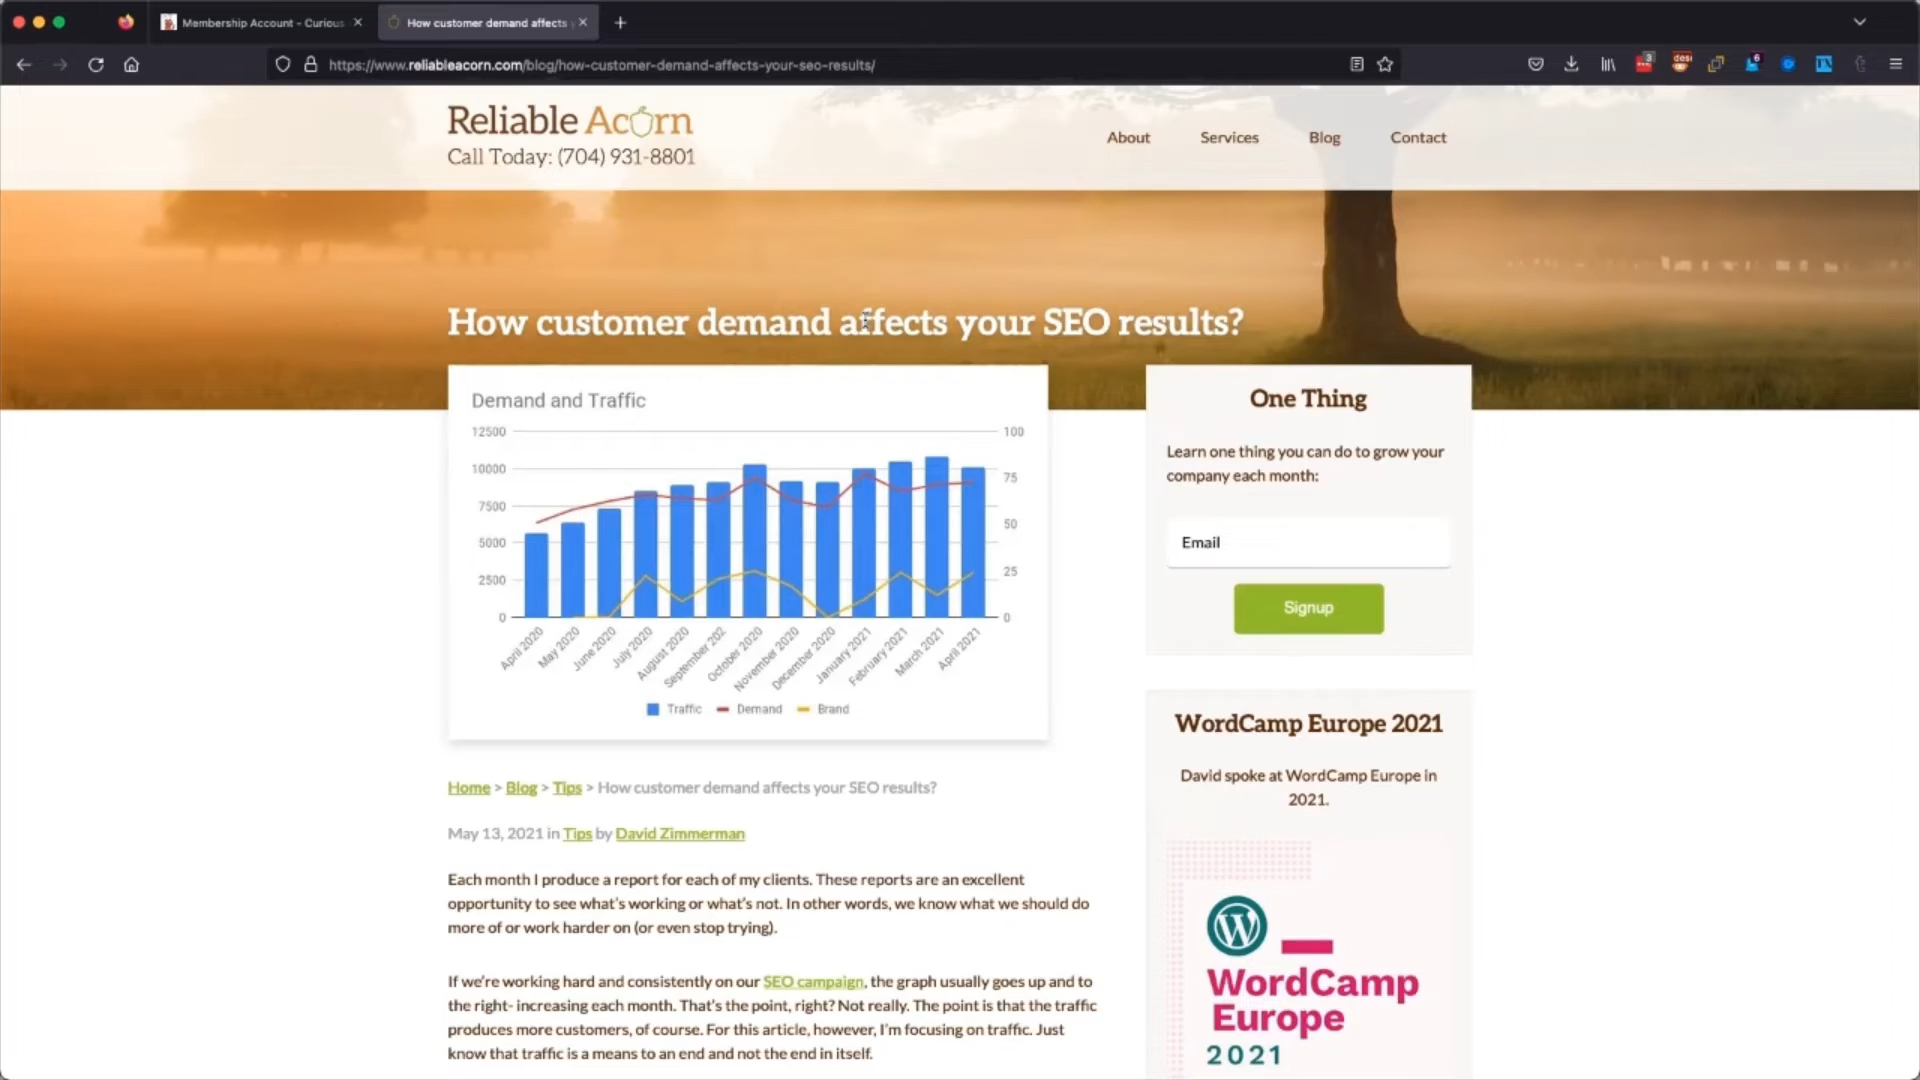 Membership Account - Curious
How customer demand affects
https://www.reliableacorn.com/blog/how-customer-demand-affects-your-seo-results/
3
6
Reliable Acorn
Call Today: (704) 931-8801
About
Services
Blog
Contact
How customer demand affects your SEO results?
Demand and Traffic
12500
10000
7500
5000
2500
0
100
75
50
25
0
April 2020
May 2020
June 2020
July 2020
August 2020
September 202
October 2020
November 2020
December 2020
January 2021
February 2021
March 2021
April 2021
Traffic
Demand
Brand
Home > Blog > Tips > How customer demand affects your SEO results?
May 13, 2021 in Tips by David Zimmerman
Each month I produce a report for each of my clients. These reports are an excellent
opportunity to see what's working or what's not. In other words, we know what we should do
more of or work harder on (or even stop trying).
If we're working hard and consistently on our SEO campaign, the graph usually goes up and to
the right- increasing each month. That's the point, right? Not really. The point is that the traffic
produces more customers, of course. For this article, however, I'm focusing on traffic. Just
know that traffic is a means to an end and not the end in itself.
One Thing
Learn one thing you can do to grow your
company each month:
Email
Signup
WordCamp Europe 2021
David spoke at WordCamp Europe in
2021.
WordCamp
Europe
2021